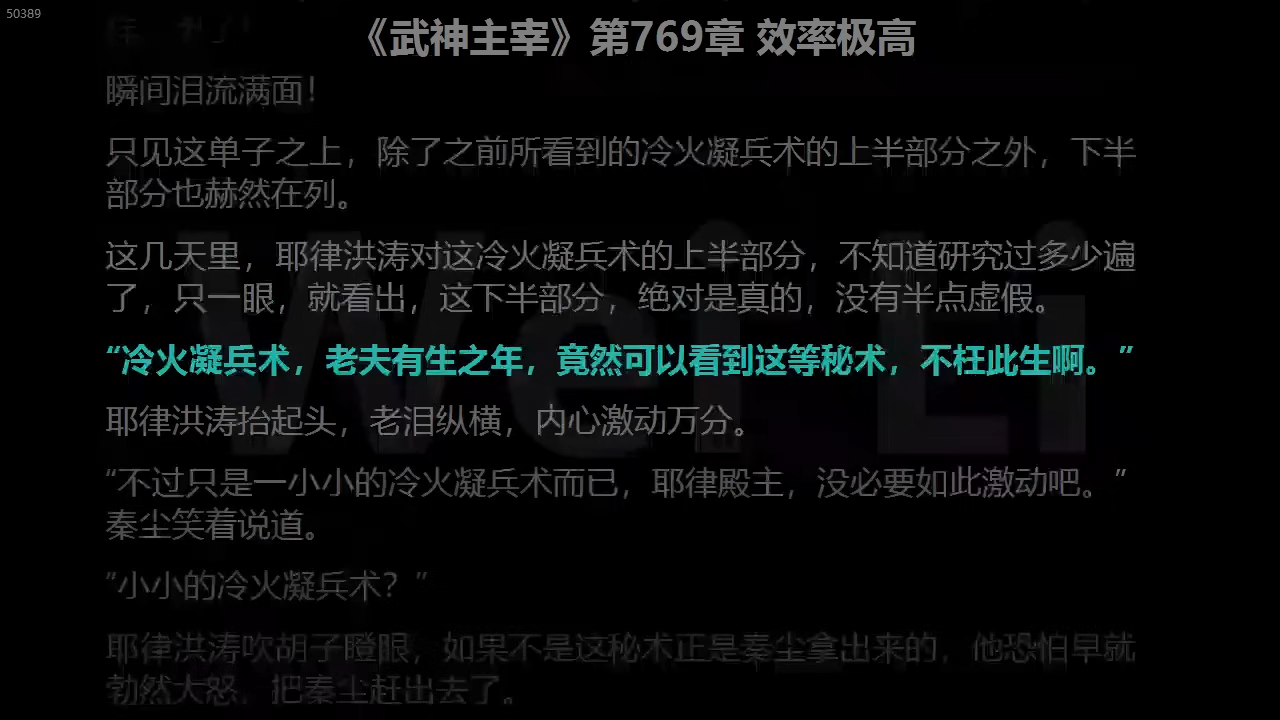 50389
《武神主宰》第769章 效率极高
瞬间泪流满面！
只见这单子之上，除了之前所看到的冷火凝兵术的上半部分之外，下半
部分也赫然在列。
这几天里，耶律洪涛对这冷火凝兵术的上半部分，不知道研究过多少遍
了，只一眼，就看出，这下半部分，绝对是真的，没有半点虚假。
“冷火凝兵术，老夫有生之年，竟然可以看到这等秘术，不枉此生啊。”
耶律洪涛抬起头，老泪纵横，内心激动万分。
“不过只是一小小的冷火凝兵术而已，耶律殿主，没必要如此激动吧。”
秦尘笑着说道。
“小小的冷火凝兵术？”
耶律洪涛吹胡子瞪眼，如果不是这秘术正是秦尘拿出来的，他恐怕早就
勃然大怒，把秦尘赶出去了。
Wei Li